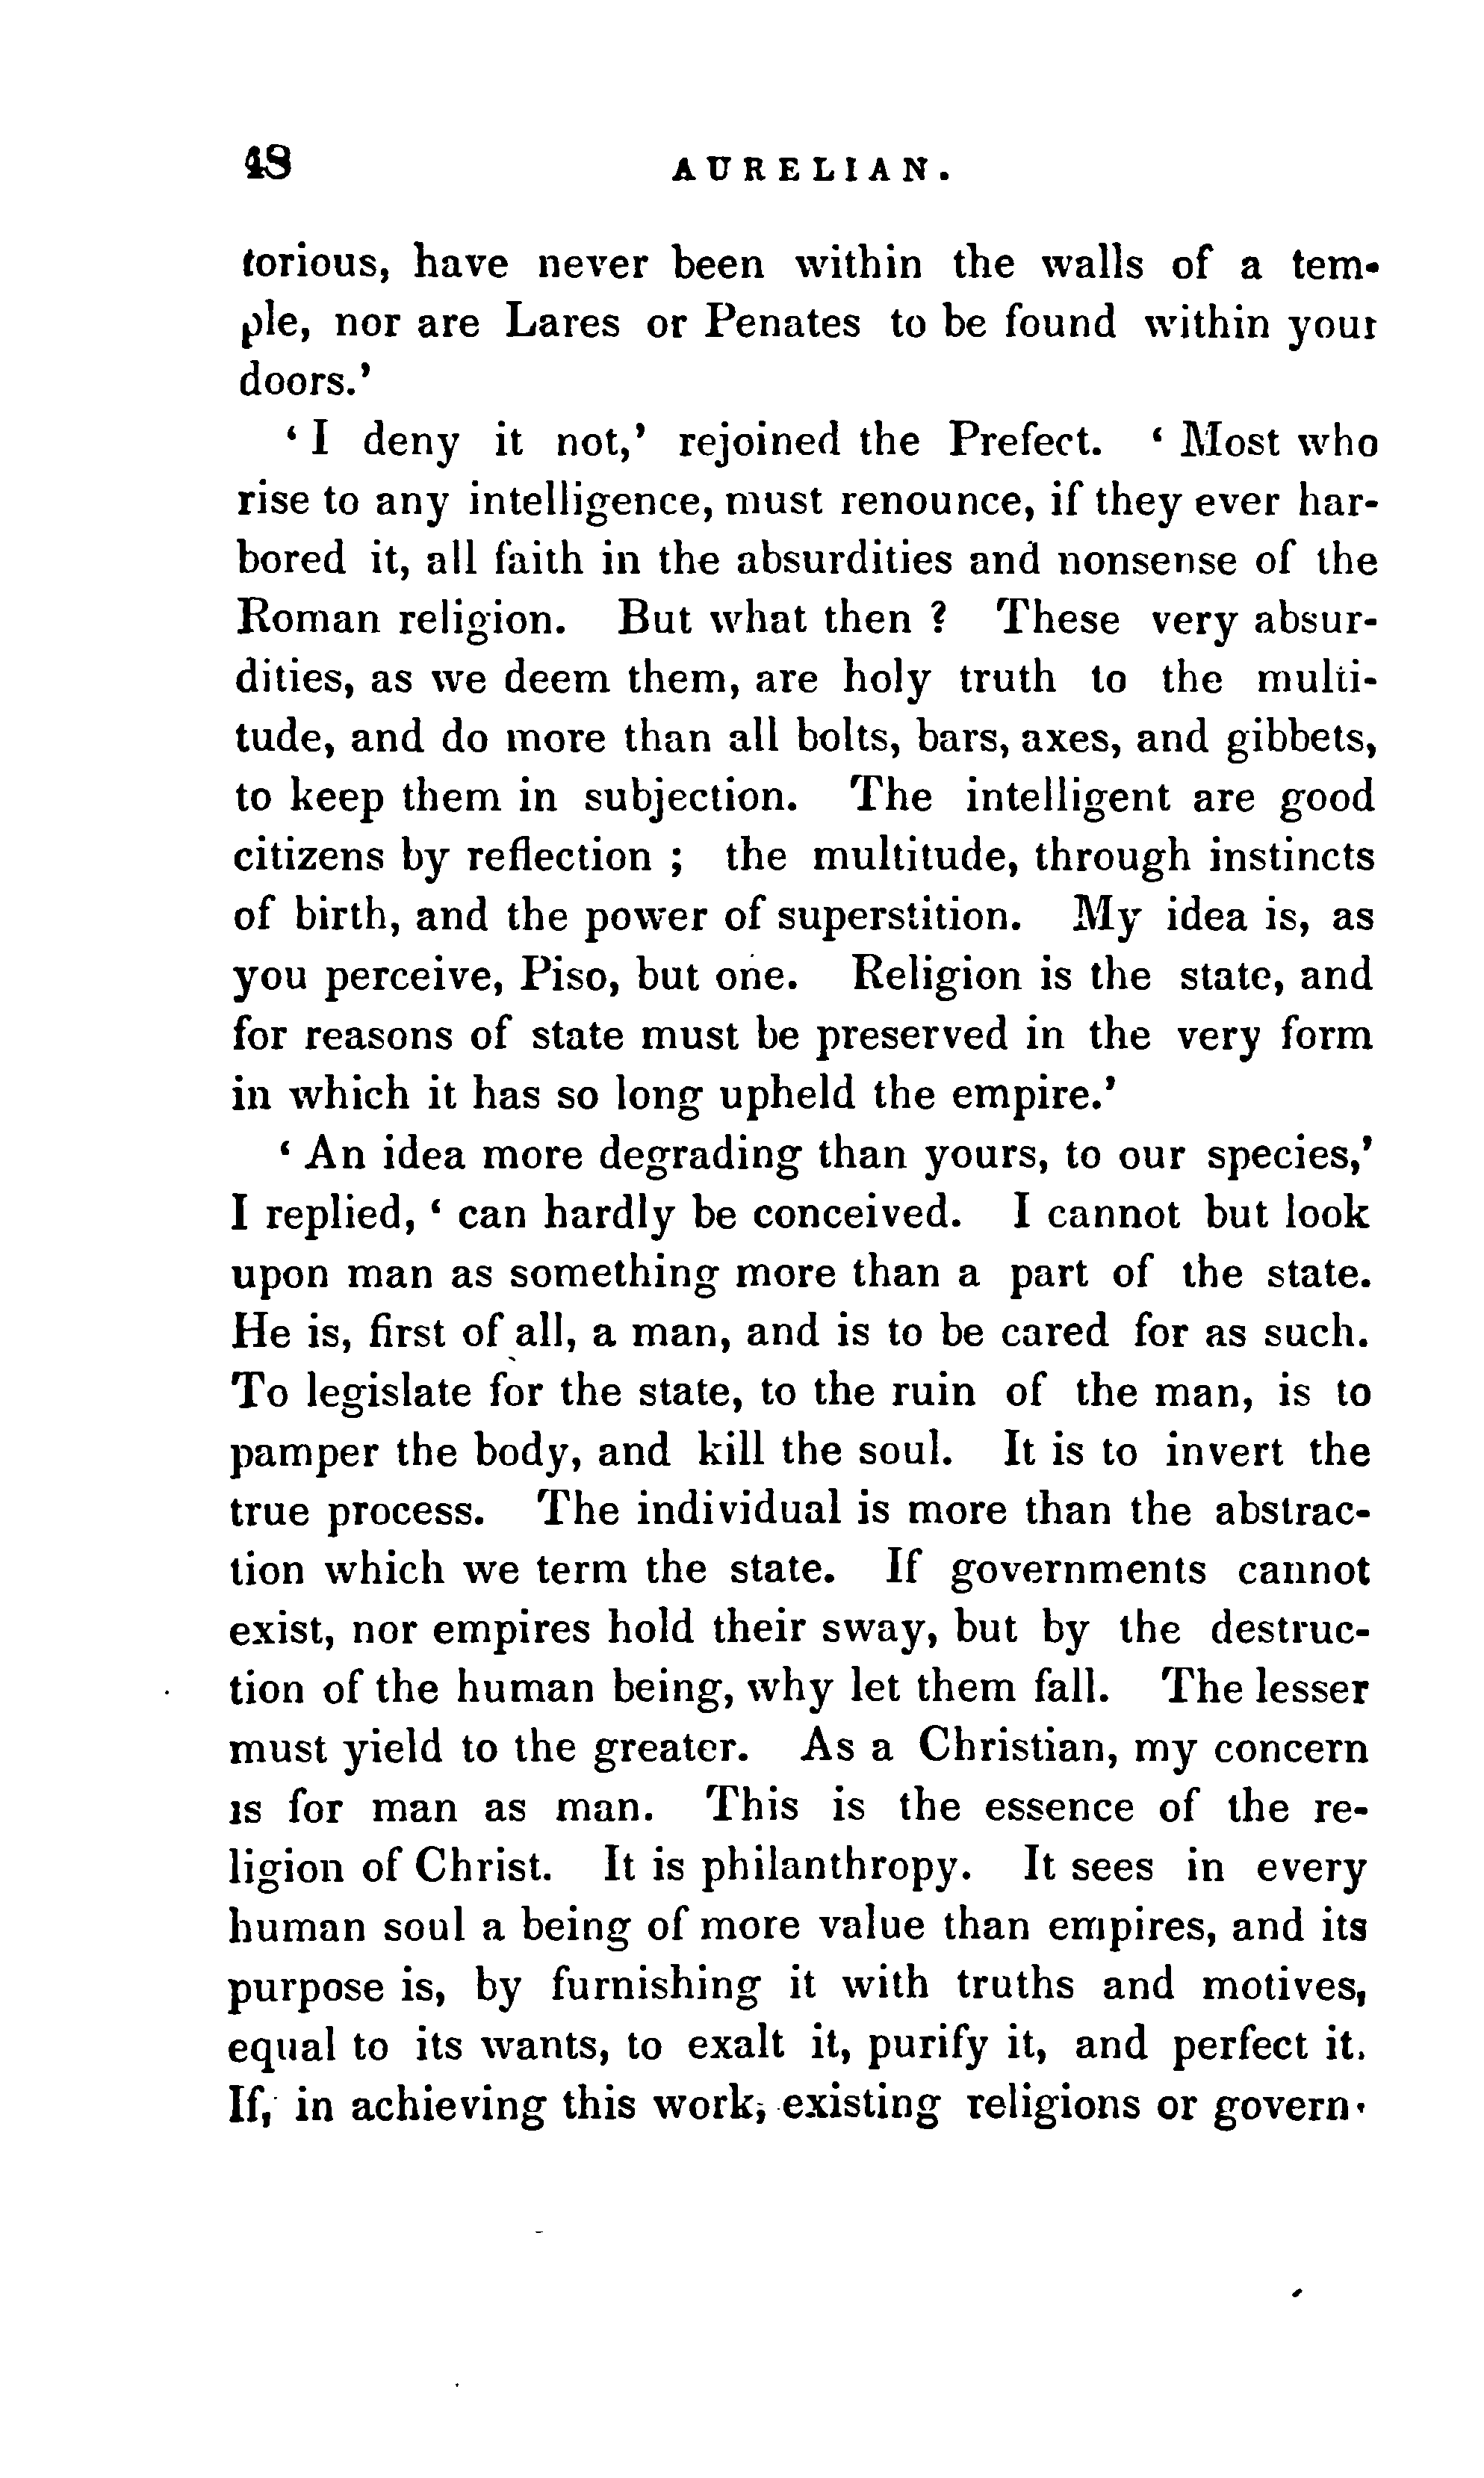 48 AURELIAN.
torious, have never been within the walls of a tem-
ple, nor are Lares or Penates to be found within your
doors.'
' I deny it not,' rejoined the Prefect. ' Most who
rise to any intelligence, must renounce, if they ever har-
bored it, all faith in the absurdities and nonsense of the
Roman religion. But what then ? These very absur-
dities, as we deem them, are holy truth to the multi-
tude, and do more than all bolts, bars, axes, and gibbets,
to keep them in subjection. The intelligent are good
citizens by reflection ; the multitude, through instincts
of birth, and the power of superstition. My idea is, as
you perceive, Piso, but one. Religion is the state, and
for reasons of state must be preserved in the very form
in which it has so long upheld the empire.'
' An idea more degrading than yours, to our species,'
I replied, ' can hardly be conceived. I cannot but look
upon man as something more than a part of the state.
He is, first of all, a man, and is to be cared for as such.
To legislate for the state, to the ruin of the man, is to
pamper the body, and kill the soul. It is to invert the
true process. The individual is more than the abstrac-
tion which we term the state. If governments cannot
exist, nor empires hold their sway, but by the destruc-
tion of the human being, why let them fall. The lesser
must yield to the greater. As a Christian, my concern
is for man as man. This is the essence of the re-
ligion of Christ. It is philanthropy. It sees in every
human soul a being of more value than empires, and its
purpose is, by furnishing it with truths and motives,
equal to its wants, to exalt it, purify it, and perfect it.
If, in achieving this work, existing religions or govern-